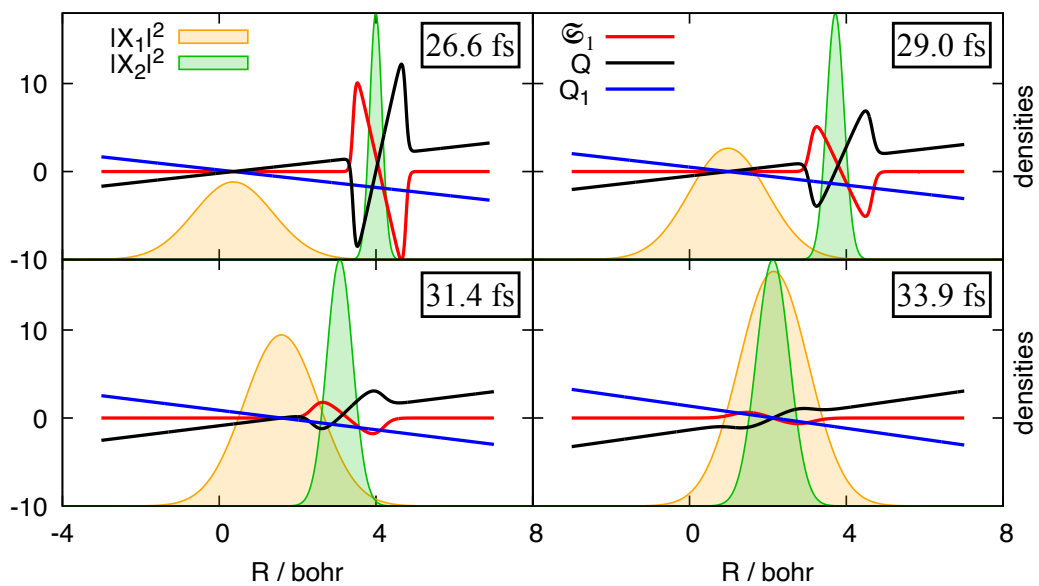 |X₁|²
|X₂|²
26.6 fs
𝕾₁
Q
Q₁
29.0 fs
10
0
-10
densities
31.4 fs
33.9 fs
10
0
-10
densities
-4 0 4 8
0 4 8
R / bohr
R / bohr